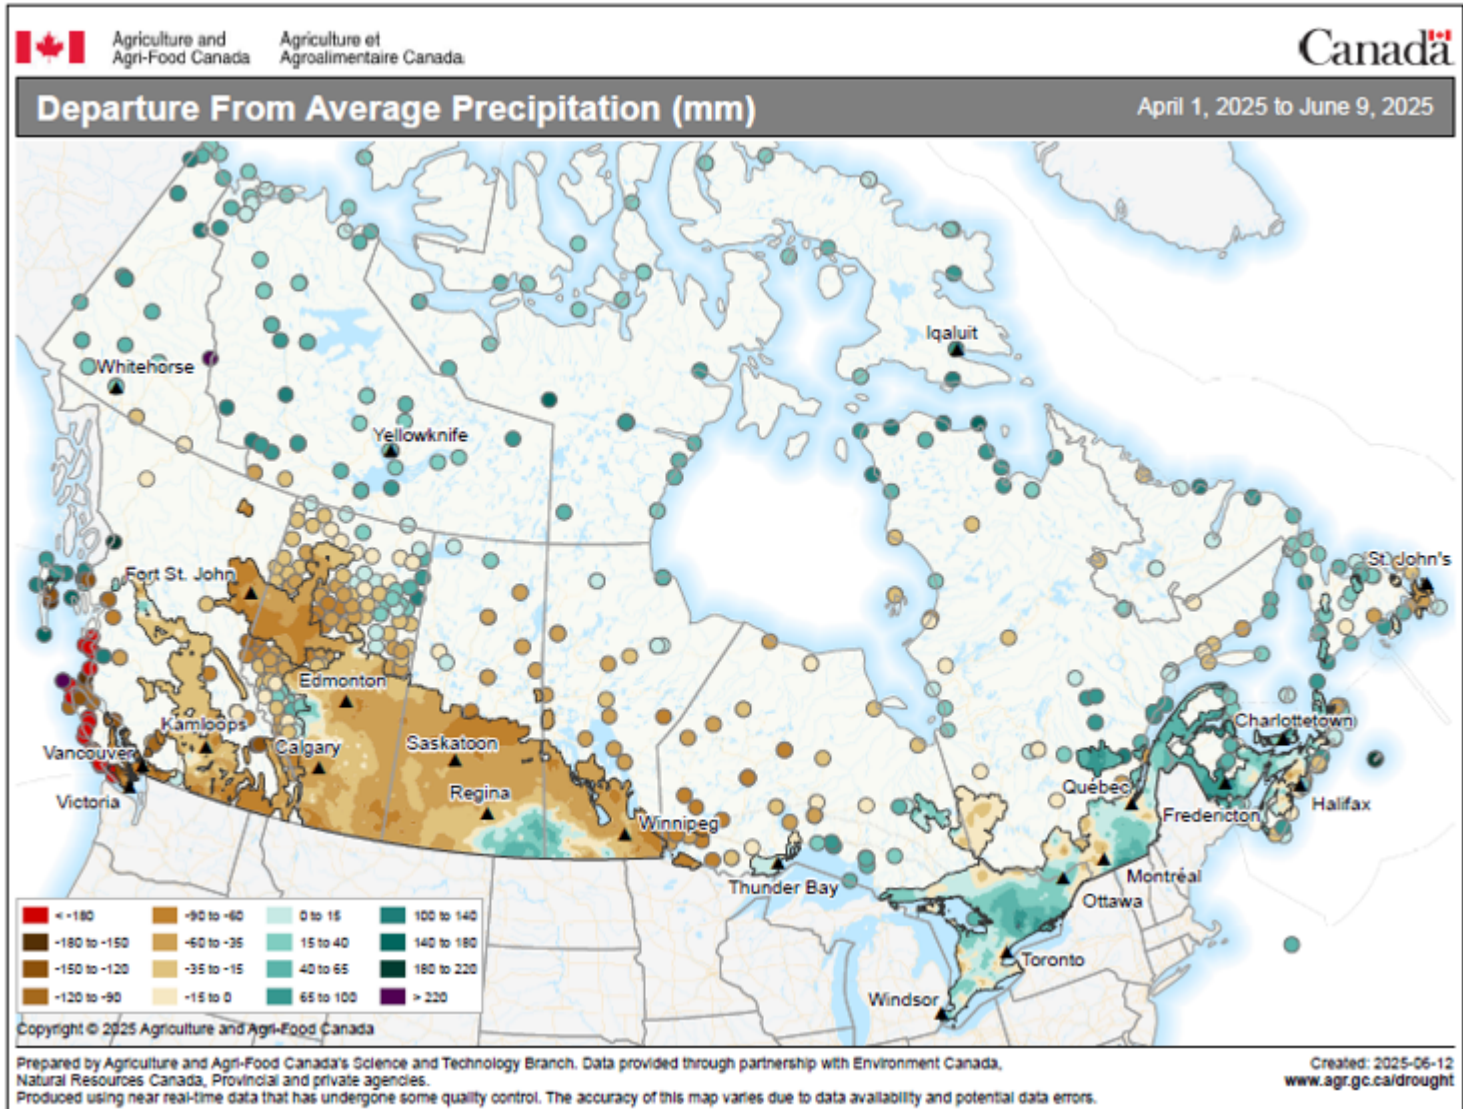 Agriculture and Agri-Food Canada
Agriculture et Agroalimentaire Canada
Canada
Departure From Average Precipitation (mm)
April 1, 2025 to June 9, 2025
Iqaluit
Whitehorse
Yellowknife
St. John's
Fort St. John
Edmonton
Charlottetown
Kamloops
Calgary
Saskatoon
Vancouver
Regina
Québec
Victoria
Winnipeg
Fredericton
Halifax
Thunder Bay
Montréal
Ottawa
Toronto
Windsor
< -180
-90 to -60
0 to 15
100 to 140
-180 to -150
-60 to -35
15 to 40
140 to 180
-150 to -120
-35 to -15
40 to 65
180 to 220
-120 to -90
-15 to 0
65 to 100
> 220
Copyright © 2025 Agriculture and Agri-Food Canada
Prepared by Agriculture and Agri-Food Canada's Science and Technology Branch. Data provided through partnership with Environment Canada,
Natural Resources Canada, Provincial and private agencies.
Produced using near real-time data that has undergone some quality control. The accuracy of this map varies due to data availability and potential data errors.
Created: 2025-06-12
www.agr.gc.ca/drought